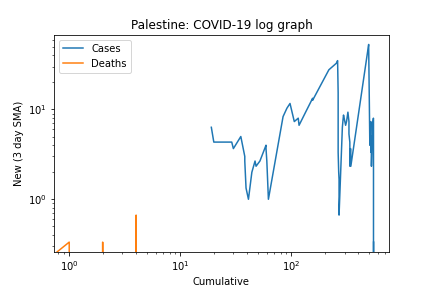 Palestine: COVID-19 log graph
Cases
Deaths
New (3 day SMA)
10¹
10⁰
10⁰
10¹
10²
Cumulative